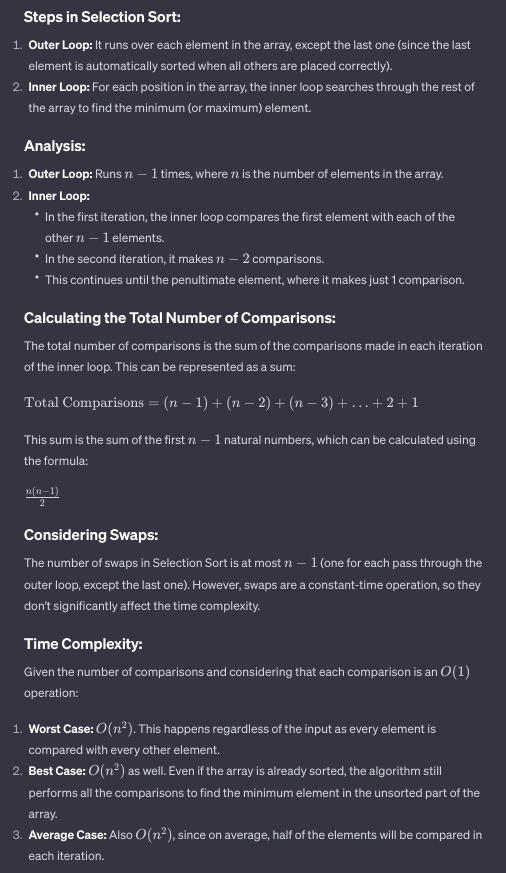 Steps in Selection Sort:
1. Outer Loop: It runs over each element in the array, except the last one (since the last
element is automatically sorted when all others are placed correctly).
2. Inner Loop: For each position in the array, the inner loop searches through the rest of
the array to find the minimum (or maximum) element.
Analysis:
1. Outer Loop: Runs n − 1 times, where n is the number of elements in the array.
2. Inner Loop:
• In the first iteration, the inner loop compares the first element with each of the
other n − 1 elements.
• In the second iteration, it makes n − 2 comparisons.
• This continues until the penultimate element, where it makes just 1 comparison.
Calculating the Total Number of Comparisons:
The total number of comparisons is the sum of the comparisons made in each iteration
of the inner loop. This can be represented as a sum:
Total Comparisons = (n − 1) + (n − 2) + (n − 3) + … + 2 + 1
This sum is the sum of the first n − 1 natural numbers, which can be calculated using
the formula:
n(n−1)/2
Considering Swaps:
The number of swaps in Selection Sort is at most n − 1 (one for each pass through the
outer loop, except the last one). However, swaps are a constant-time operation, so they
don't significantly affect the time complexity.
Time Complexity:
Given the number of comparisons and considering that each comparison is an O(1)
operation:
1. Worst Case: O(n²). This happens regardless of the input as every element is
compared with every other element.
2. Best Case: O(n²) as well. Even if the array is already sorted, the algorithm still
performs all the comparisons to find the minimum element in the unsorted part of the
array.
3. Average Case: Also O(n²), since on average, half of the elements will be compared in
each iteration.